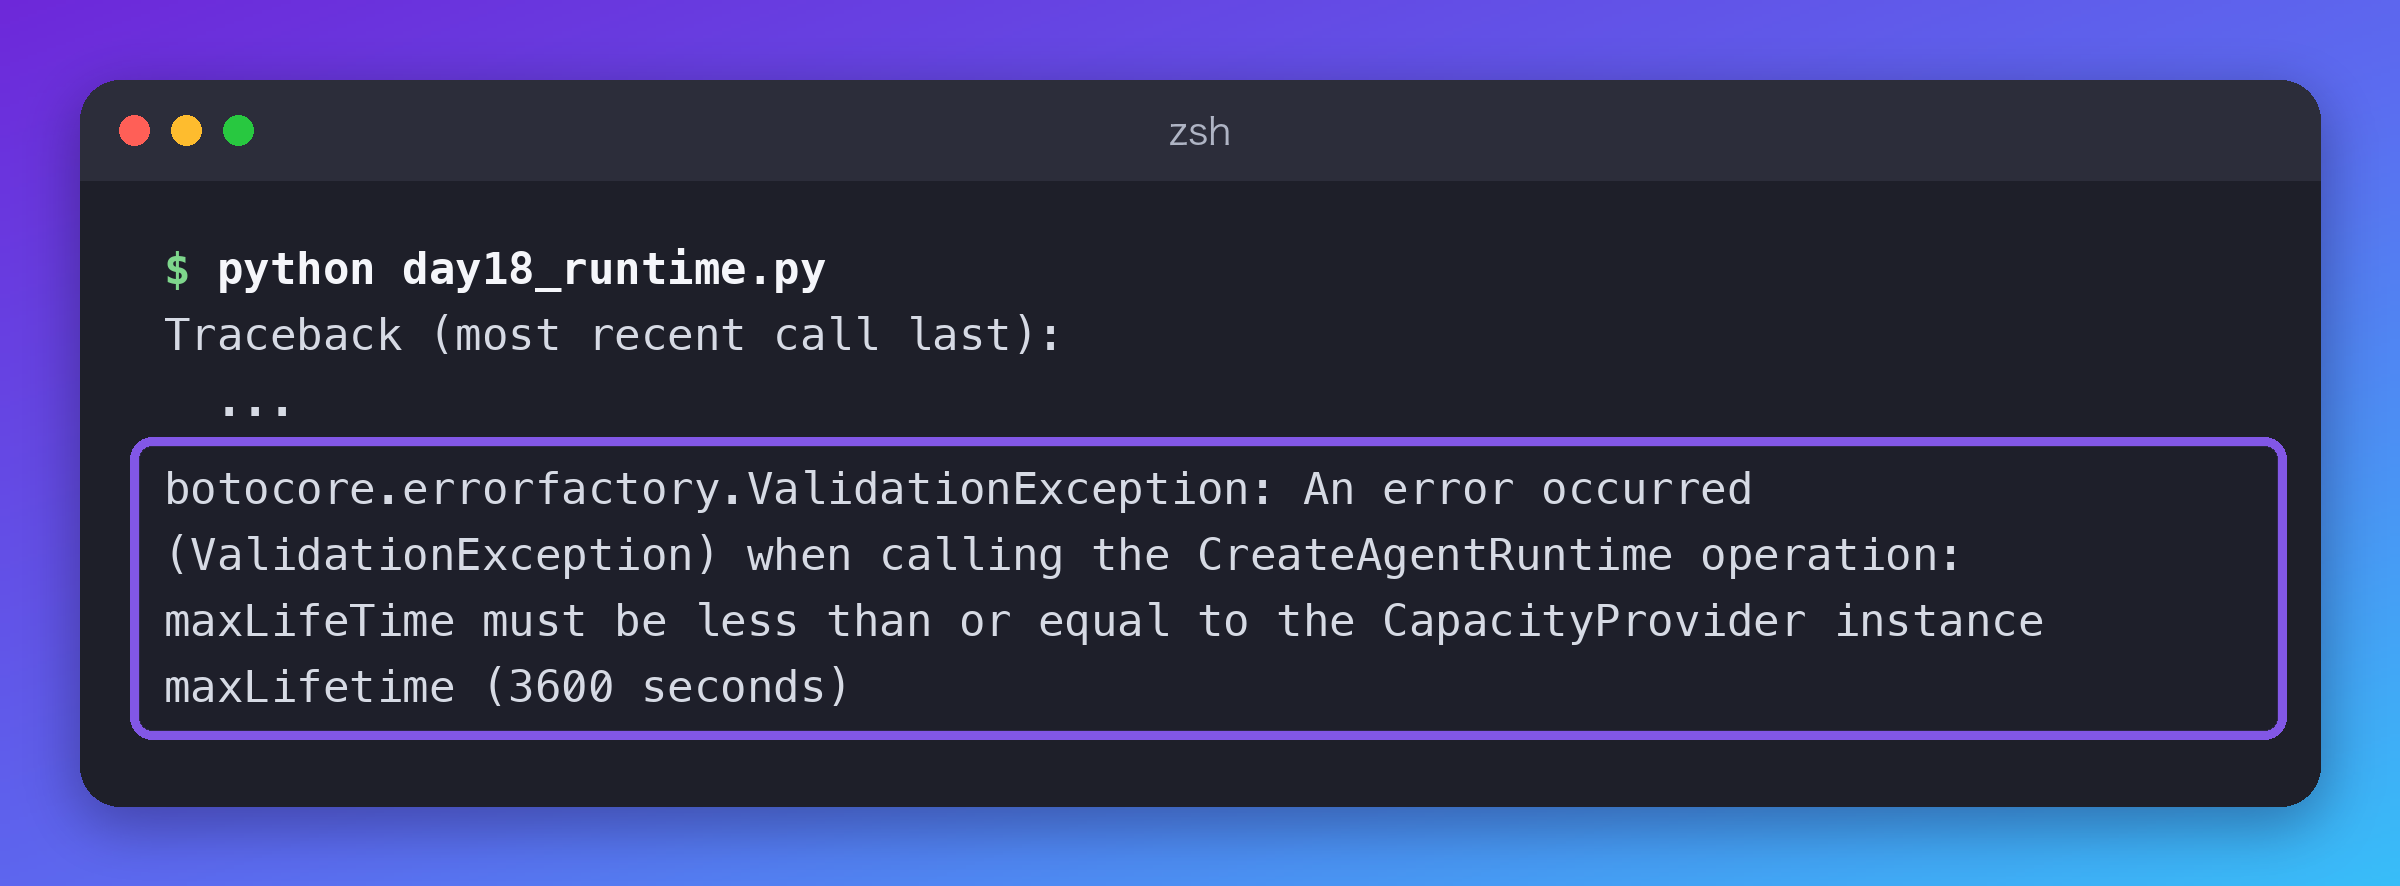 zsh
$ python day18_runtime.py
Traceback (most recent call last):
...
botocore.errorfactory.ValidationException: An error occurred
(ValidationException) when calling the CreateAgentRuntime operation:
maxLifeTime must be less than or equal to the CapacityProvider instance
maxLifetime (3600 seconds)